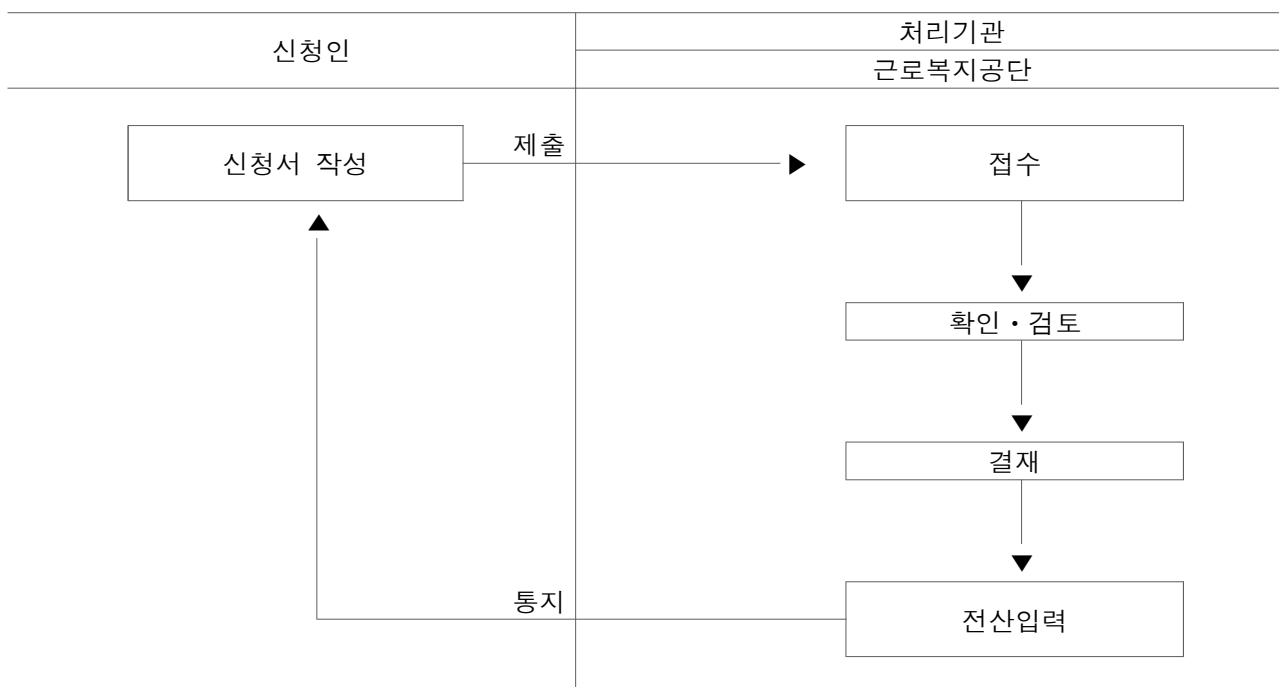 신청인
처리기관
근로복지공단
신청서 작성
제출
접수
확인·검토
결재
통지
전산입력